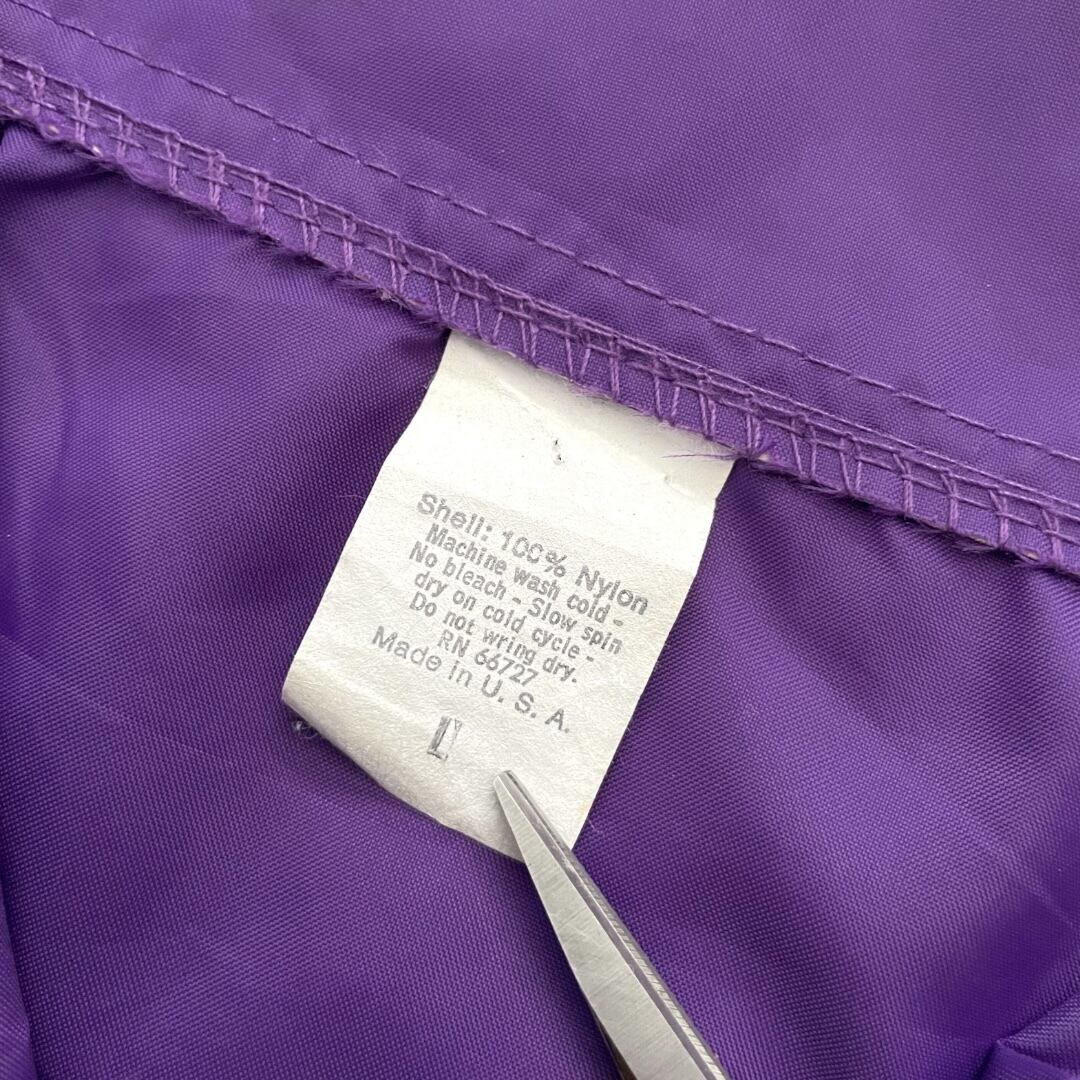 Shell: 100% Nylon
Machine wash cold -
No bleach - Slow spin
dry on cold cycle -
Do not wring dry.
RN 66727
Made in U. S. A.
L